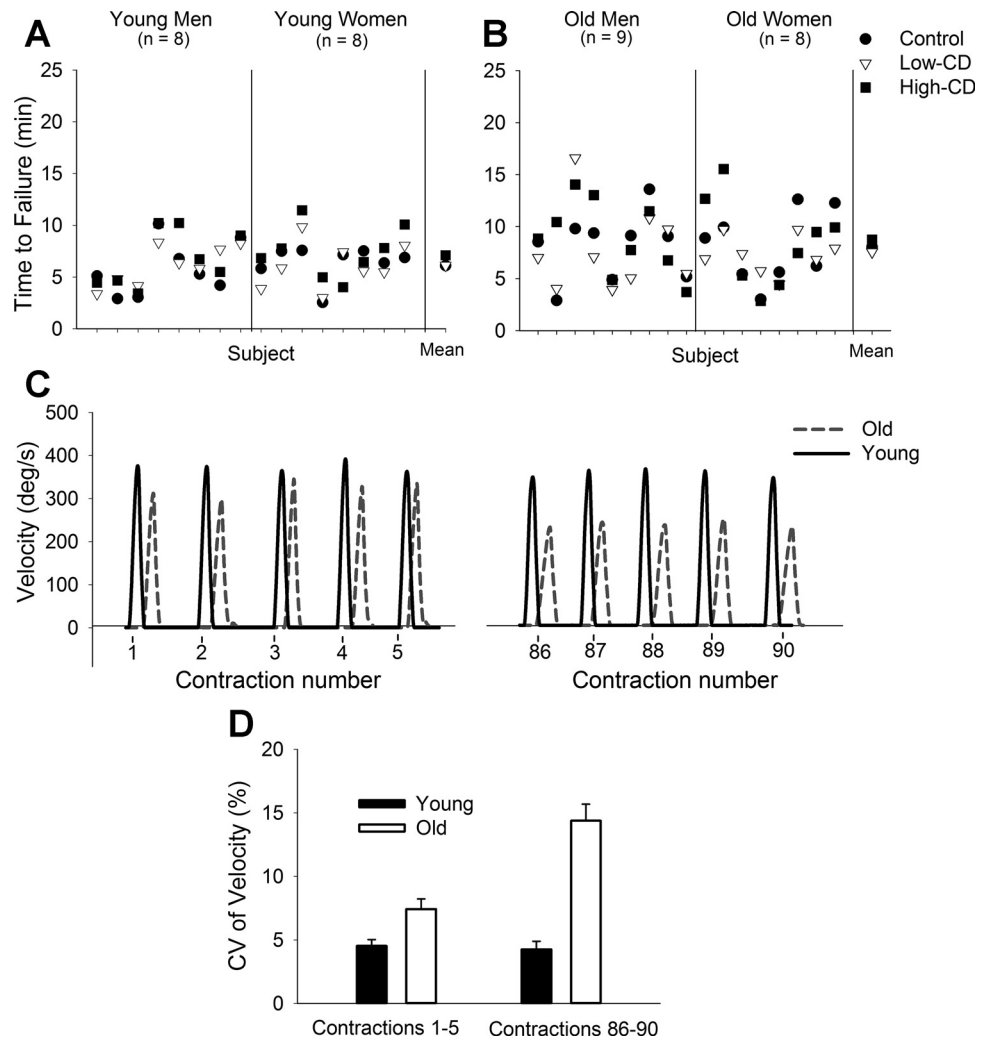 A
Young Men
(n = 8)
Young Women
(n = 8)
Time to Failure (min)
25
20
15
10
5
0
Subject
Mean
B
Old Men
(n = 9)
Old Women
(n = 8)
Control
Low-CD
High-CD
25
20
15
10
5
0
Subject
Mean
C
Velocity (deg/s)
500
400
300
200
100
0
1 2 3 4 5
Contraction number
Old
Young
86 87 88 89 90
Contraction number
D
CV of Velocity (%)
20
15
10
5
0
Young
Old
Contractions 1-5
Contractions 86-90